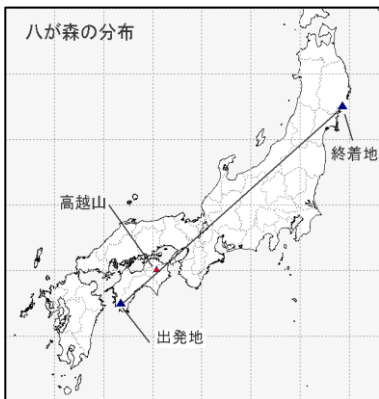 八が森の分布
終着地
高越山
出発地